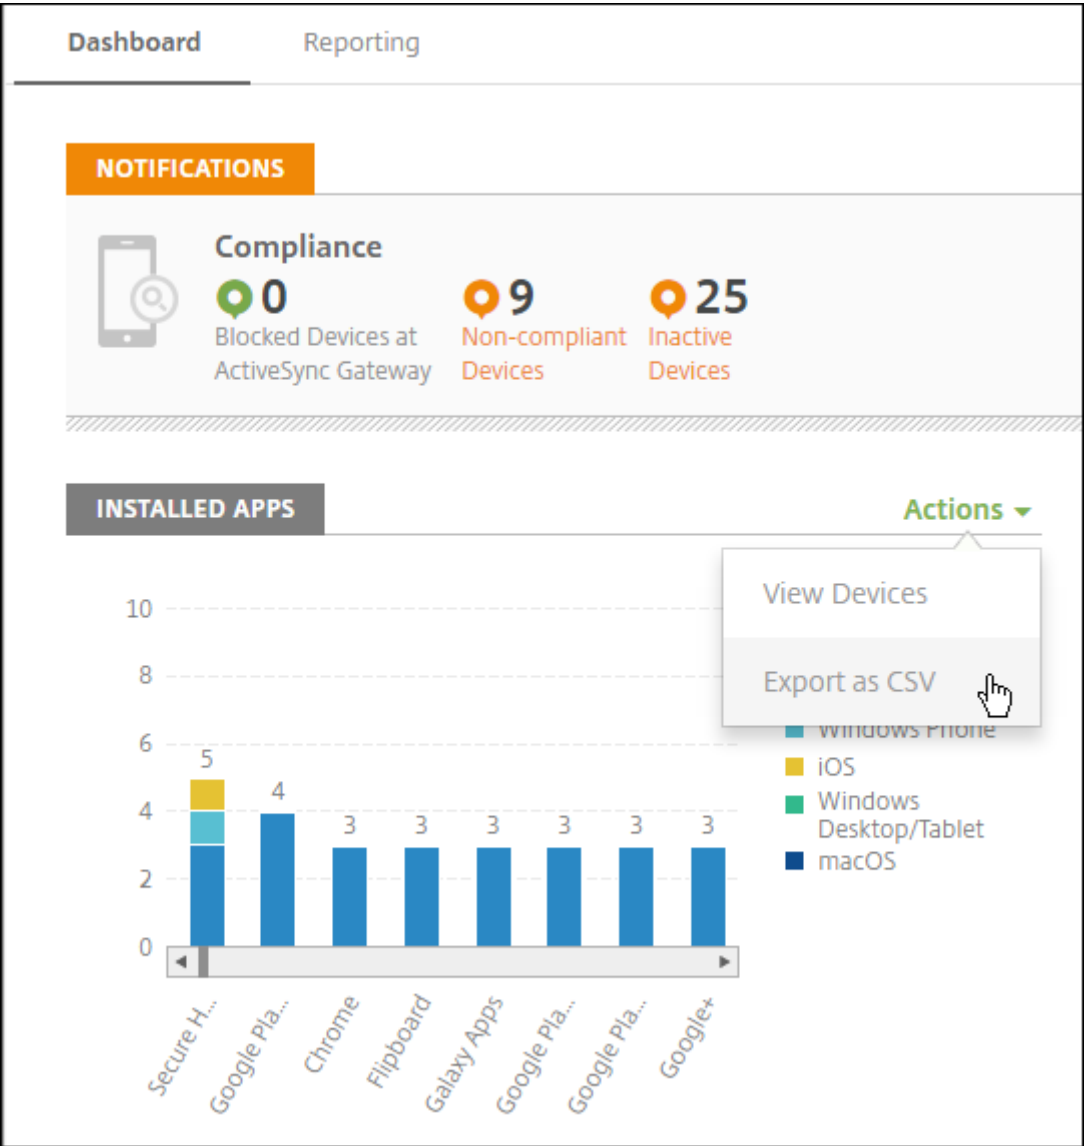 Dashboard Reporting
NOTIFICATIONS
Compliance
0 9 25
Blocked Devices at Non-compliant Inactive
ActiveSync Gateway Devices Devices
INSTALLED APPS Actions
View Devices
Export as CSV
Windows Phone
iOS
Windows
Desktop/Tablet
macOS
10
8
6
4
2
0
5 4 3 3 3 3 3 3
Secure H...
Google Pla...
Chrome
Flipboard
Galaxy Apps
Google Pla...
Google Pla...
Google+